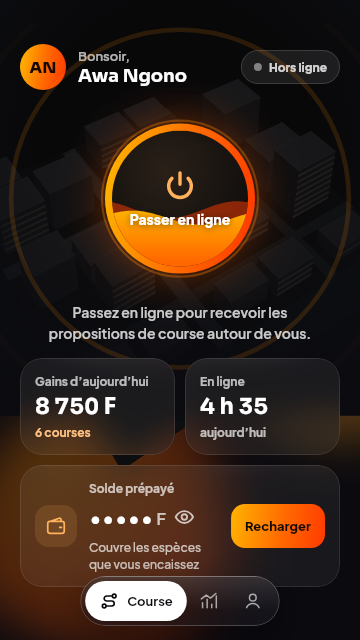 AN
Bonsoir,
Awa Ngono
Hors ligne
Passer en ligne
Passez en ligne pour recevoir les
propositions de course autour de vous.
Gains d’aujourd’hui
8 750 F
6 courses
En ligne
4 h 35
aujourd’hui
Solde prépayé
●●●●● F
Couvre les espèces
que vous encaissez
Recharger
Course